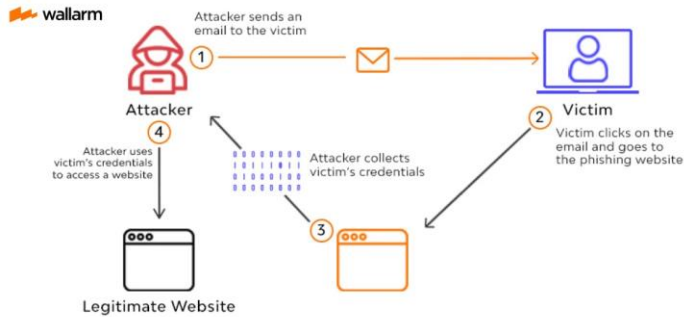 wallarm
Attacker sends an
email to the victim
1
Attacker
Victim
4
2
Attacker uses
victim's credentials
to access a website
Attacker collects
victim's credentials
Victim clicks on the
email and goes to
the phishing website
3
Legitimate Website